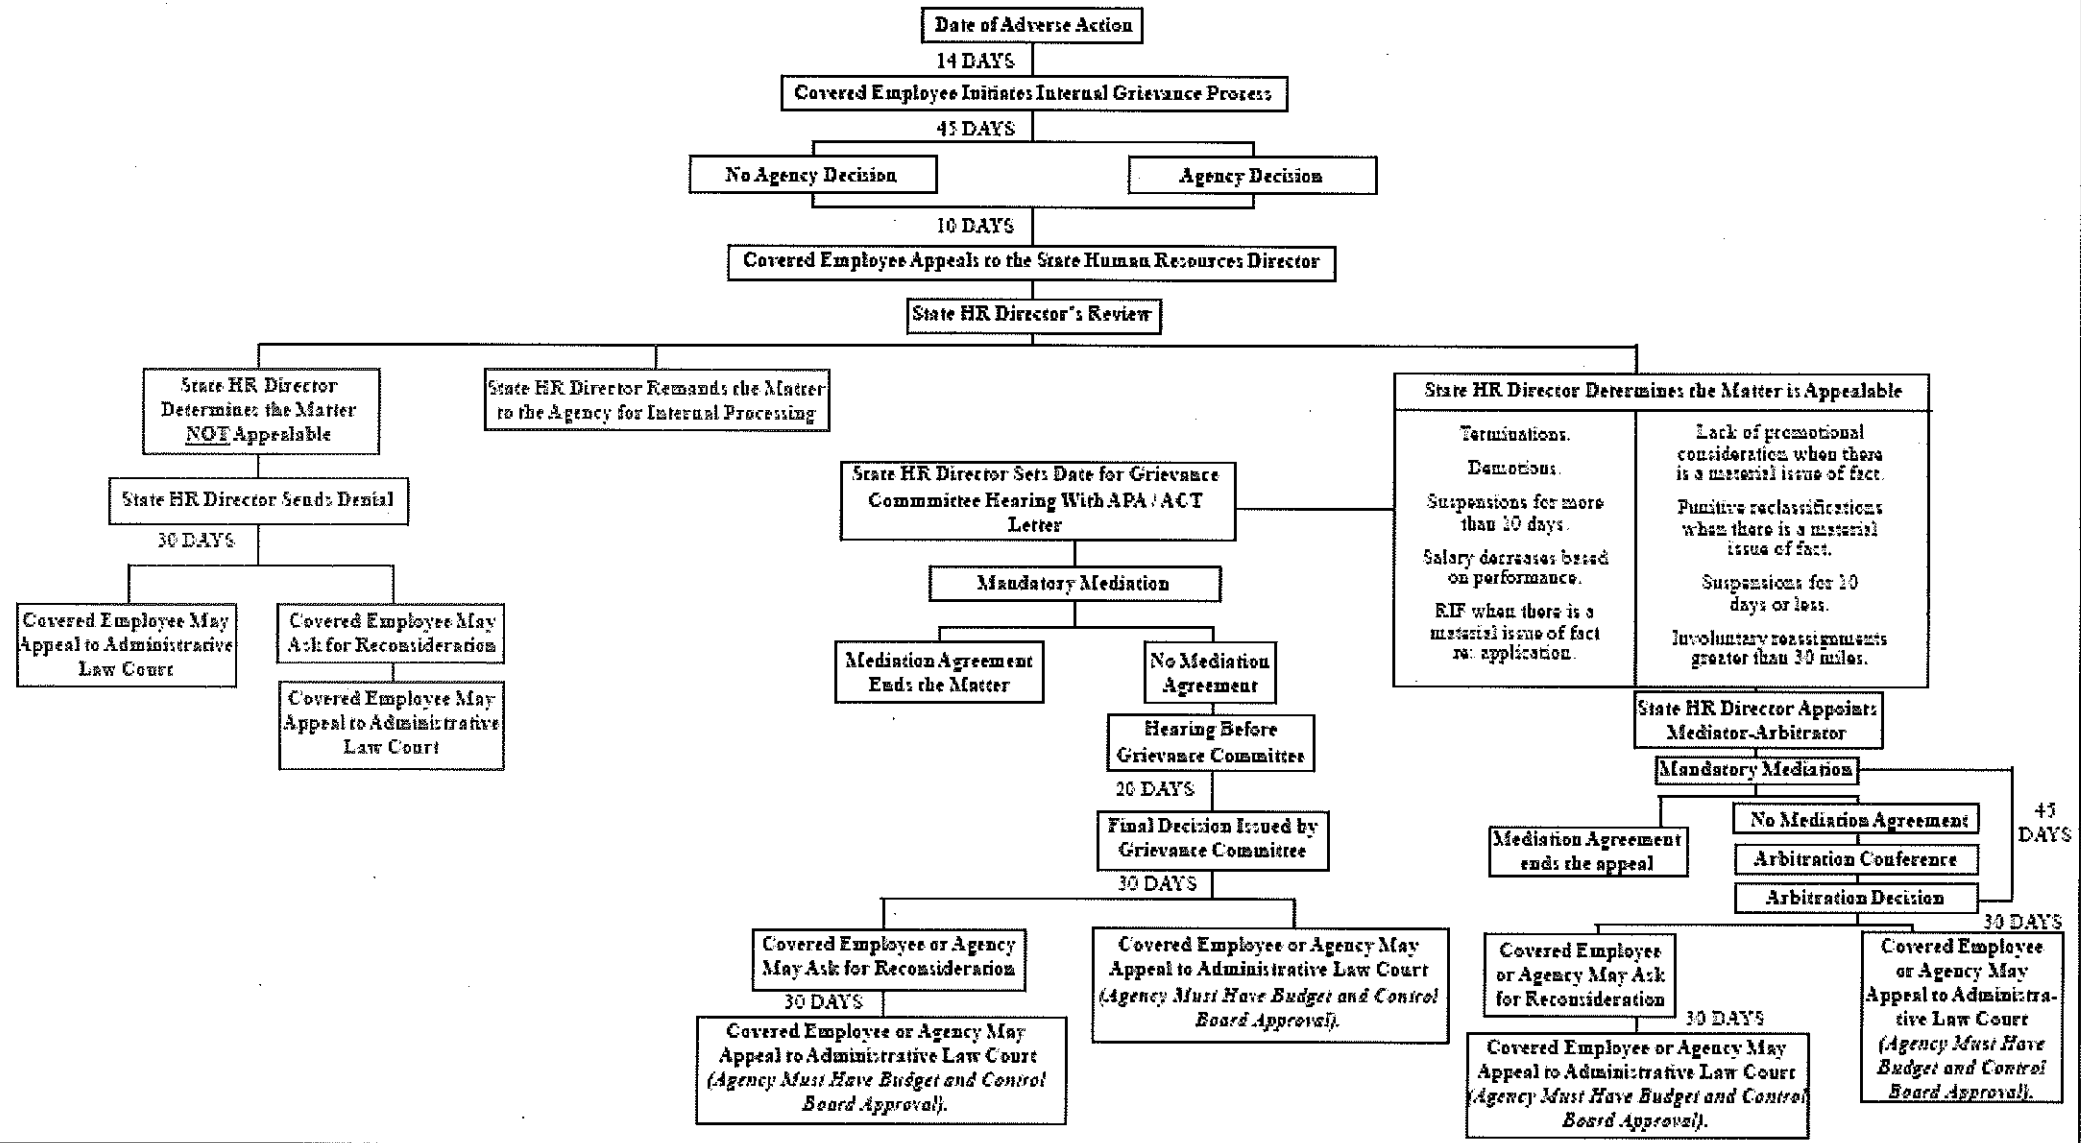 Date of Adverse Action
14 DAYS
Covered Employee Initiates Internal Grievance Process
45 DAYS
No Agency Decision
Agency Decision
10 DAYS
Covered Employee Appeals to the State Human Resources Director
State HR Director's Review
State HR Director
Determines the Matter
NOT Appealable
State HR Director Sends Denial
30 DAYS
Covered Employee May
Appeal to Administrative
Law Court
Covered Employee May
Ask for Reconsideration
Covered Employee May
Appeal to Administrative
Law Court
State HR Director Remands the Matter
to the Agency for Internal Processing
State HR Director Determines the Matter is Appealable
Terminations.
Demotions.
Suspensions for more
than 10 days.
Salary decreases based
on performance.
RIF when there is a
material issue of fact
re: application.
Lack of promotional
consideration when there
is a material issue of fact.
Punitive reclassifications
when there is a material
issue of fact.
Suspensions for 10
days or less.
Involuntary reassignments
greater than 30 miles.
State HR Director Sets Date for Grievance
Commmittee Hearing With APA / ACT
Letter
Mandatory Mediation
Mediation Agreement
Ends the Matter
No Mediation
Agreement
Hearing Before
Grievance Committee
20 DAYS
Final Decision Issued by
Grievance Committee
30 DAYS
Covered Employee or Agency
May Ask for Reconsideration
30 DAYS
Covered Employee or Agency May
Appeal to Administrative Law Court
(Agency Must Have Budget and Control
Board Approval).
Covered Employee or Agency May
Appeal to Administrative Law Court
(Agency Must Have Budget and Control
Board Approval).
State HR Director Appoints
Mediator-Arbitrator
Mandatory Mediation
45
DAYS
Mediation Agreement
ends the appeal
No Mediation Agreement
Arbitration Conference
Arbitration Decision
30 DAYS
Covered Employee
or Agency May Ask
for Reconsideration
30 DAYS
Covered Employee or Agency May
Appeal to Administrative Law Court
(Agency Must Have Budget and Control
Board Approval).
Covered Employee
or Agency May
Appeal to Administra-
tive Law Court
(Agency Must Have
Budget and Control
Board Approval).